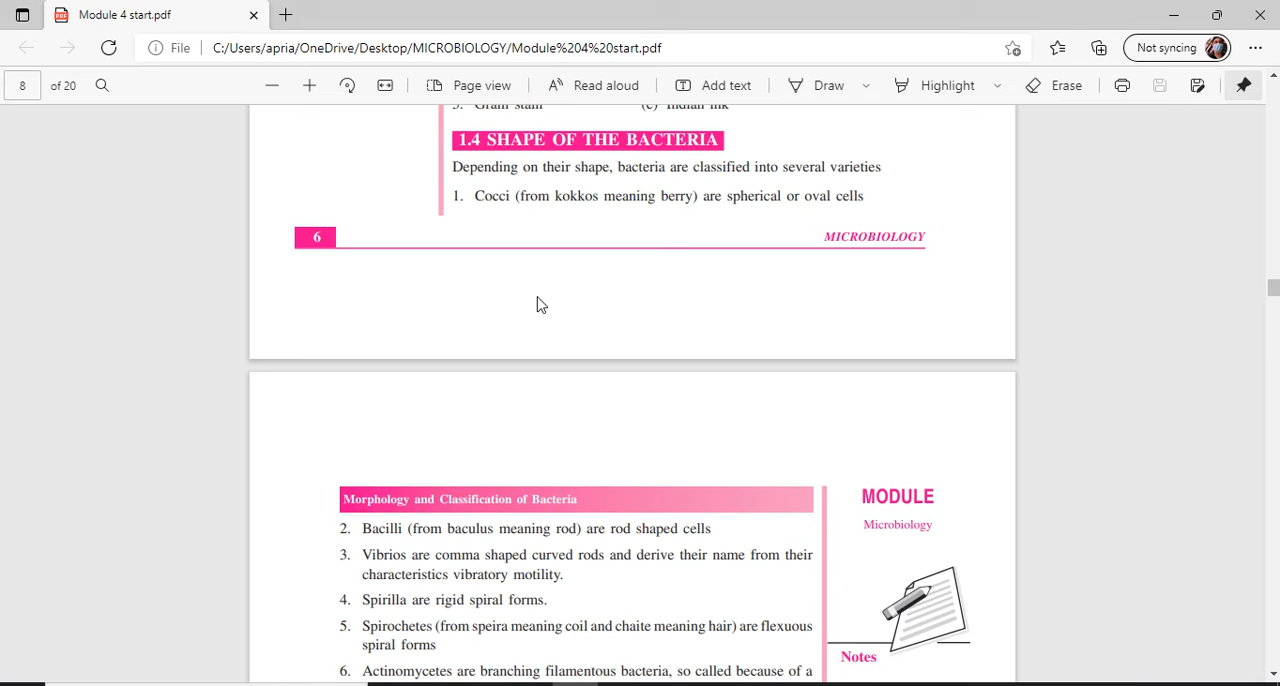 Module 4 start.pdf
File C:/Users/apria/OneDrive/Desktop/MICROBIOLOGY/Module%204%20start.pdf
Not syncing
8 of 20
Page view
Read aloud
Add text
Draw
Highlight
Erase
Gram stain (c) Indian ink
1.4 SHAPE OF THE BACTERIA
Depending on their shape, bacteria are classified into several varieties
1. Cocci (from kokkos meaning berry) are spherical or oval cells
6 MICROBIOLOGY
Morphology and Classification of Bacteria
MODULE
Microbiology
2. Bacilli (from baculus meaning rod) are rod shaped cells
3. Vibrios are comma shaped curved rods and derive their name from their
characteristics vibratory motility.
4. Spirilla are rigid spiral forms.
5. Spirochetes (from speira meaning coil and chaite meaning hair) are flexuous
spiral forms
Notes
6. Actinomycetes are branching filamentous bacteria, so called because of a